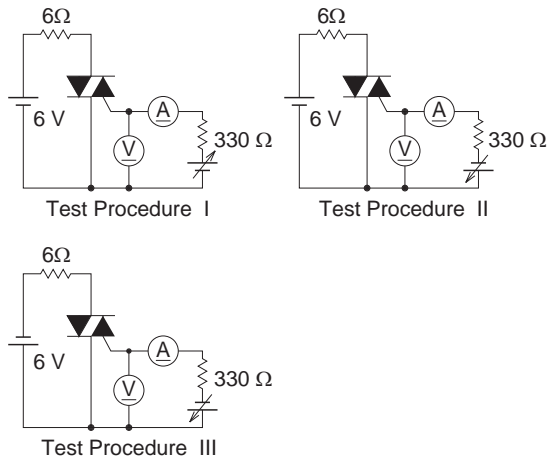 6Ω
6 V
A
V
330 Ω
Test Procedure I
6Ω
6 V
A
V
330 Ω
Test Procedure II
6Ω
6 V
A
V
330 Ω
Test Procedure III